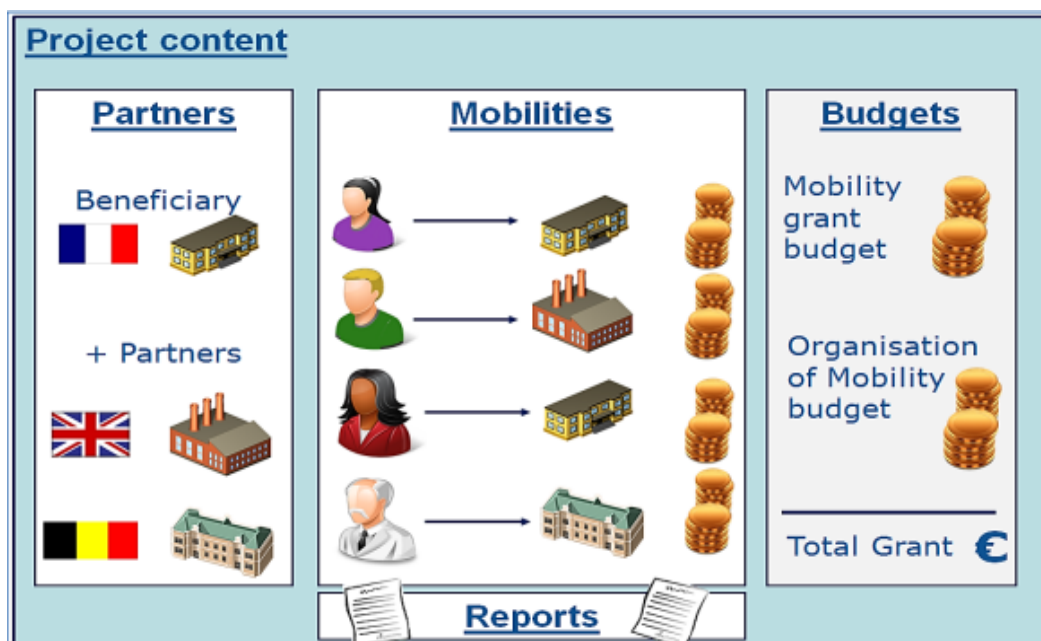 Project content
Partners
Beneficiary
+ Partners
Mobilities
Budgets
Mobility
grant
budget
Organisation
of Mobility
budget
Total Grant €
Reports